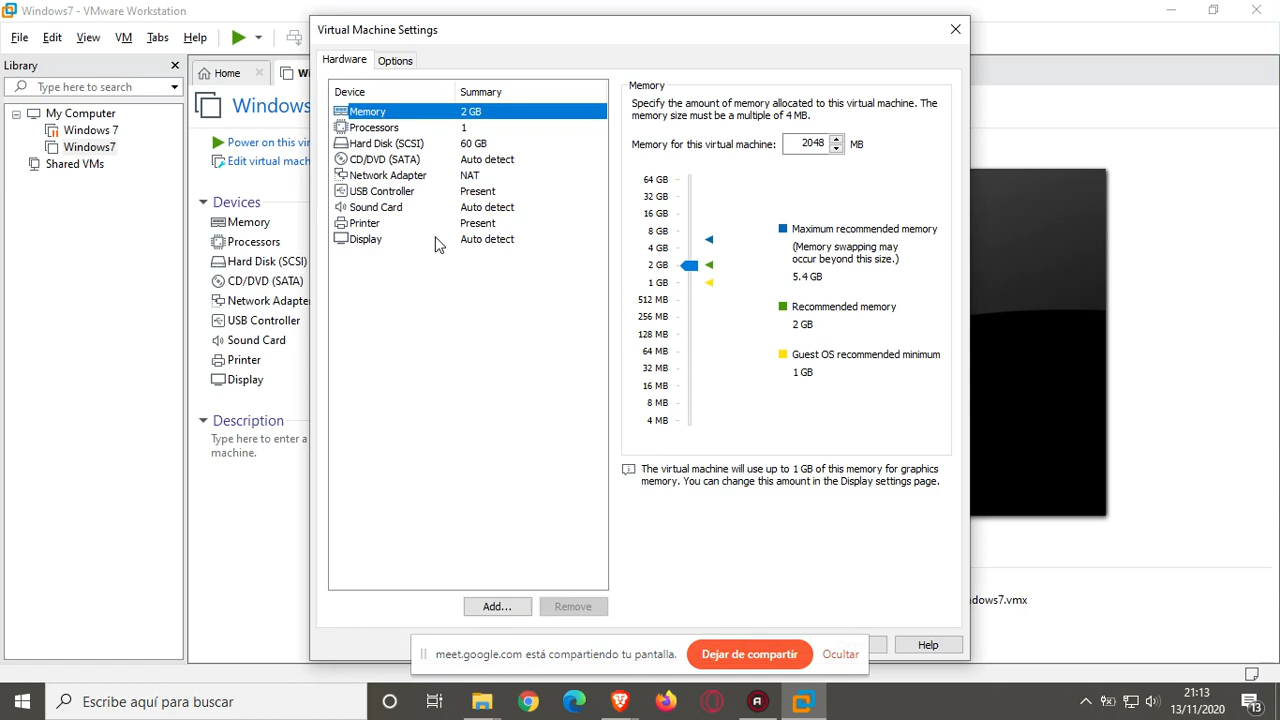 Windows7 - VMware Workstation
File Edit View VM Tabs Help
Library
Type here to search
My Computer
Windows 7
Windows7
Shared VMs
Home
Windows
Power on this
Edit virtual mach
Devices
Memory
Processors
Hard Disk (SCSI)
CD/DVD (SATA)
Network Adapte
USB Controller
Sound Card
Printer
Display
Description
Type here to enter a
machine.
Virtual Machine Settings
Hardware Options
Device Summary
Memory 2 GB
Processors 1
Hard Disk (SCSI) 60 GB
CD/DVD (SATA) Auto detect
Network Adapter NAT
USB Controller Present
Sound Card Auto detect
Printer Present
Display Auto detect
Add... Remove
Memory
Specify the amount of memory allocated to this virtual machine. The
memory size must be a multiple of 4 MB.
Memory for this virtual machine: 2048 MB
64 GB
32 GB
16 GB
8 GB
4 GB
2 GB
1 GB
512 MB
256 MB
128 MB
64 MB
32 MB
16 MB
8 MB
4 MB
Maximum recommended memory
(Memory swapping may
occur beyond this size.)
5.4 GB
Recommended memory
2 GB
Guest OS recommended minimum
1 GB
The virtual machine will use up to 1 GB of this memory for graphics
memory. You can change this amount in the Display settings page.
Help
ndows7.vmx
meet.google.com está compartiendo tu pantalla. Dejar de compartir Ocultar
Escribe aquí para buscar
21:13
13/11/2020
13